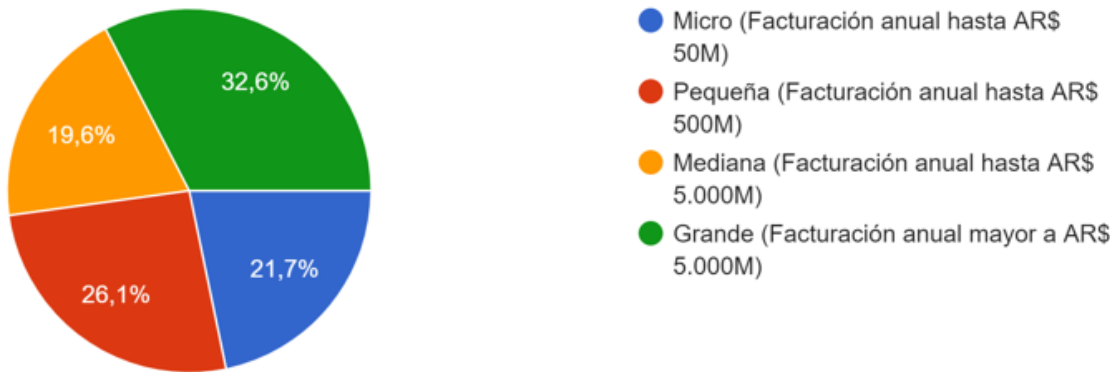 32,6%
19,6%
21,7%
26,1%
Micro (Facturación anual hasta AR$
50M)
Pequeña (Facturación anual hasta AR$
500M)
Mediana (Facturación anual hasta AR$
5.000M)
Grande (Facturación anual mayor a AR$
5.000M)